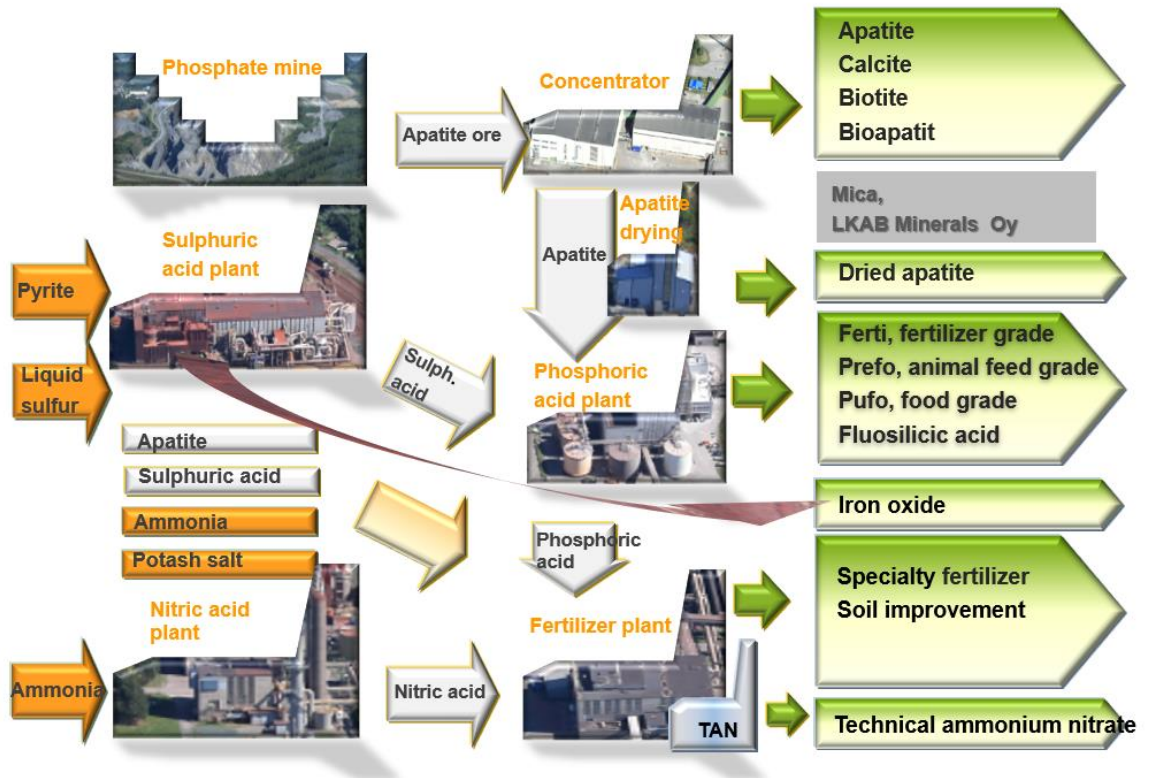 Phosphate mine
Apatite ore
Concentrator
Apatite
Calcite
Biotite
Bioapatit
Mica,
LKAB Minerals Oy
Sulphuric
acid plant
Pyrite
Liquid
sulfur
Apatite
Apatite
drying
Dried apatite
Sulph.
acid
Phosphoric
acid plant
Ferti, fertilizer grade
Prefo, animal feed grade
Pufo, food grade
Fluosilicic acid
Apatite
Sulphuric acid
Ammonia
Potash salt
Iron oxide
Phosphoric
acid
Nitric acid
plant
Ammonia
Nitric acid
Fertilizer plant
TAN
Specialty fertilizer
Soil improvement
Technical ammonium nitrate